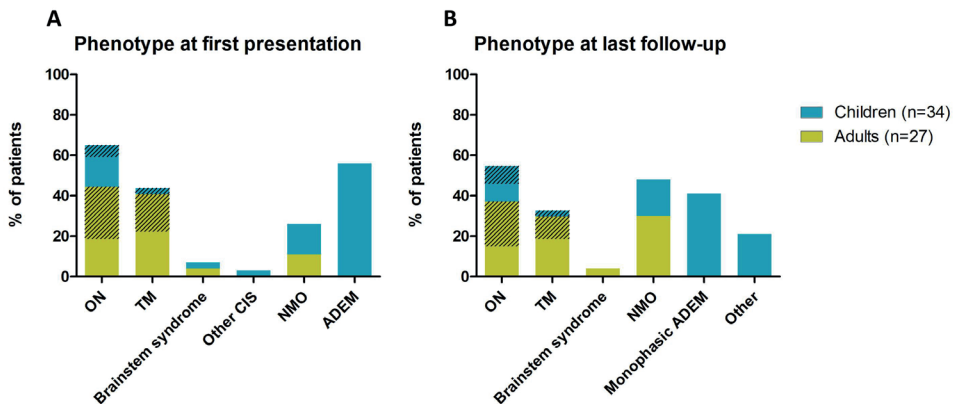 A
Phenotype at first presentation
% of patients
100
80
60
40
20
0
ON
TM
Brainstem syndrome
Other CIS
NMO
ADEM
B
Phenotype at last follow-up
% of patients
100
80
60
40
20
0
ON
TM
Brainstem syndrome
NMO
Monophasic ADEM
Other
Children (n=34)
Adults (n=27)